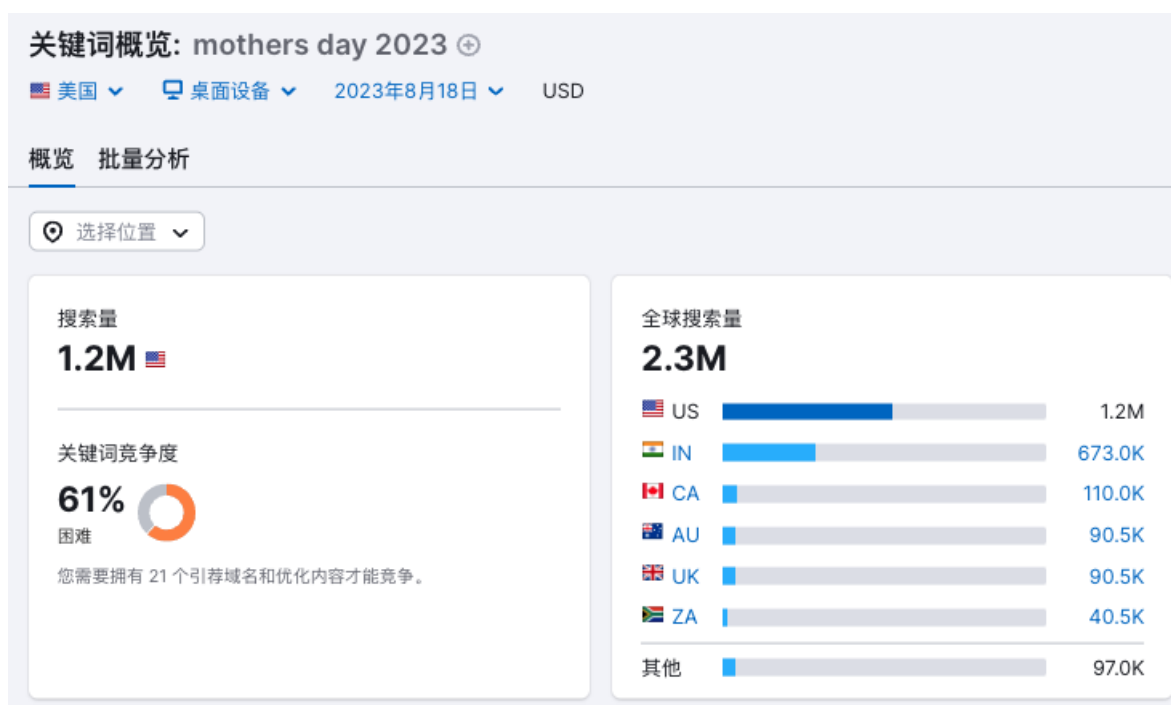 关键词概览: mothers day 2023
美国 桌面设备 2023年8月18日 USD
概览 批量分析
选择位置
搜索量
1.2M
关键词竞争度
61%
困难
您需要拥有 21 个引荐域名和优化内容才能竞争。
全球搜索量
2.3M
US 1.2M
IN 673.0K
CA 110.0K
AU 90.5K
UK 90.5K
ZA 40.5K
其他 97.0K